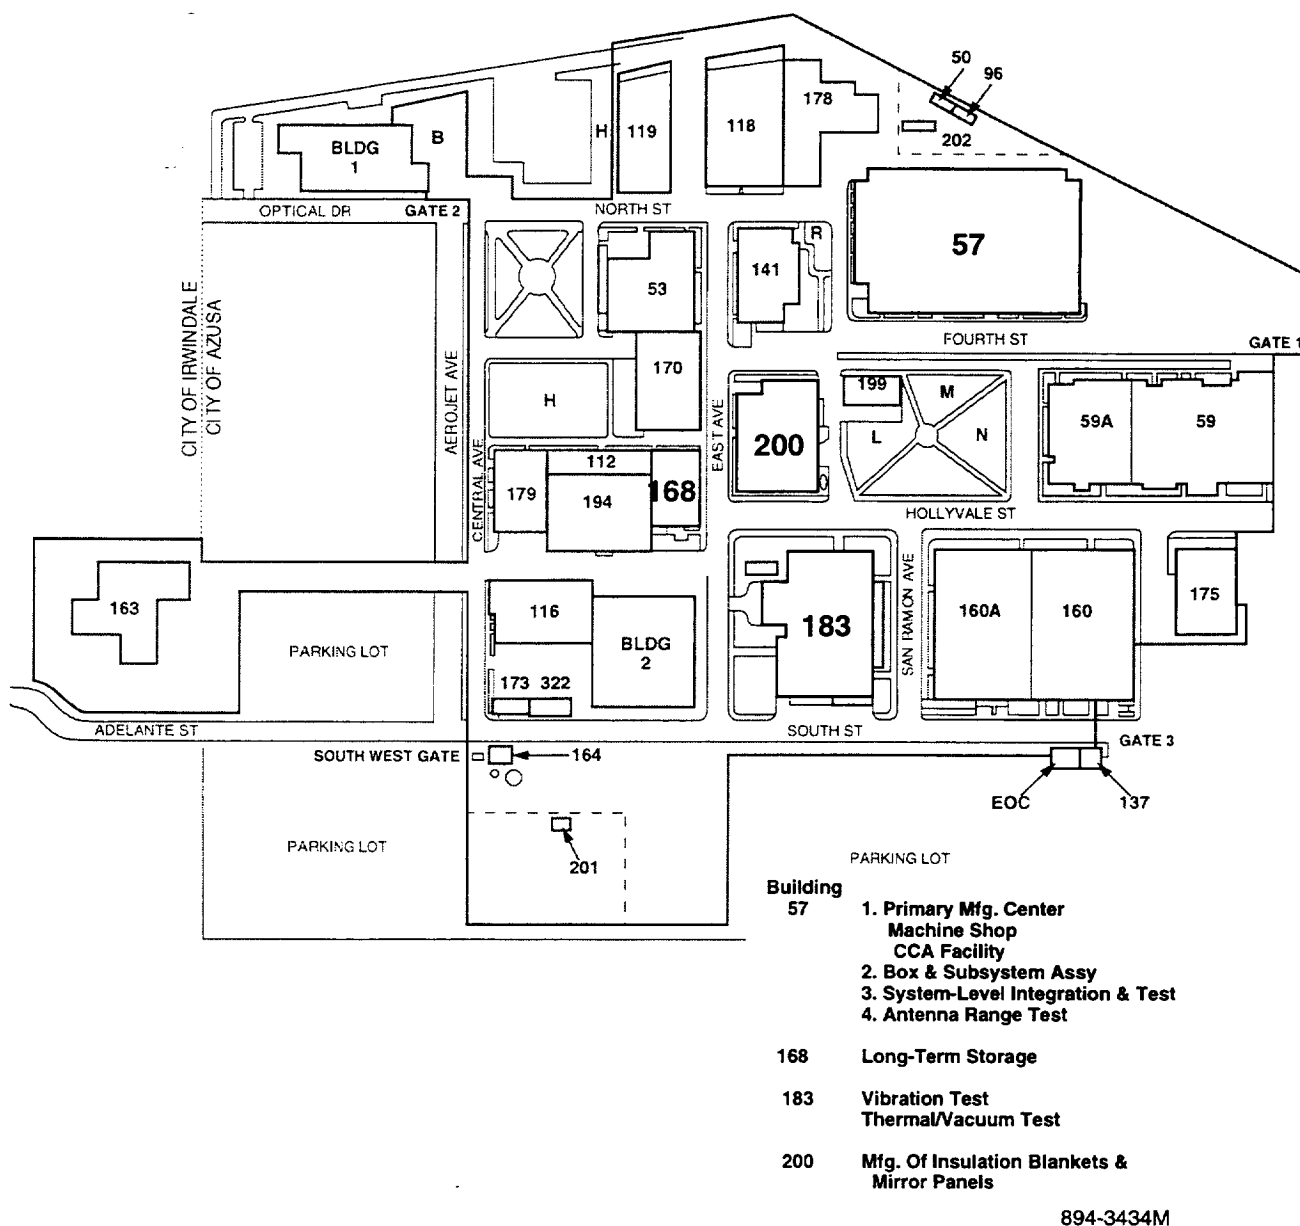 50
96
178
B
H
119
118
202
BLDG
1
OPTICAL DR
GATE 2
NORTH ST
R
57
141
53
FOURTH ST
GATE 1
CITY OF IRWINDALE
CITY OF AZUSA
AEROJET AVE
170
H
199
M
L
N
59A
59
EAST AVE
200
CENTRAL AVE
112
179
168
194
HOLLYVALE ST
163
116
BLDG
2
183
SAN RAMON AVE
160A
160
175
PARKING LOT
173
322
ADELANTE ST
SOUTH ST
GATE 3
SOUTH WEST GATE
164
EOC
137
PARKING LOT
201
PARKING LOT
Building
57 1. Primary Mfg. Center
Machine Shop
CCA Facility
2. Box & Subsystem Assy
3. System-Level Integration & Test
4. Antenna Range Test
168 Long-Term Storage
183 Vibration Test
Thermal/Vacuum Test
200 Mfg. Of Insulation Blankets &
Mirror Panels
894-3434M